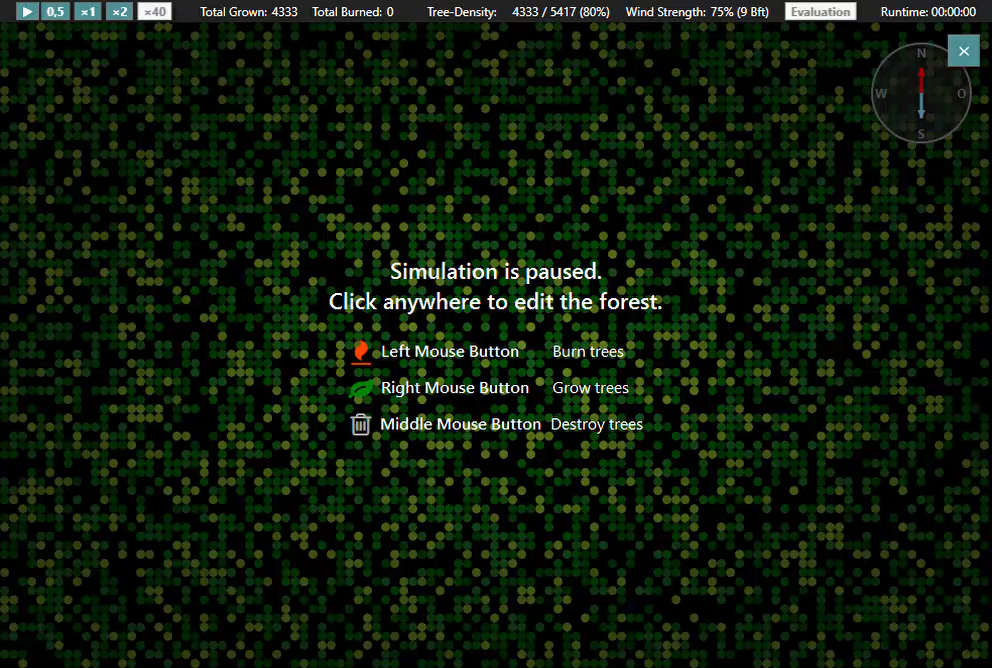 0,5 ×1 ×2 ×40 Total Grown: 4333 Total Burned: 0 Tree-Density: 4333 / 5417 (80%) Wind Strength: 75% (9 Bft) Evaluation Runtime: 00:00:00
N
W O
S
Simulation is paused.
Click anywhere to edit the forest.
Left Mouse Button Burn trees
Right Mouse Button Grow trees
Middle Mouse Button Destroy trees